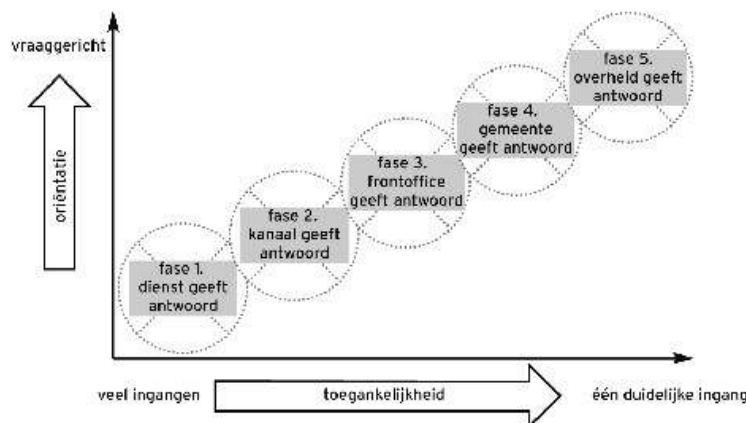 vraaggericht
oriëntatie
fase 5.
overheid geeft
antwoord
fase 4.
gemeente
geeft antwoord
fase 3.
frontoffice
geeft antwoord
fase 2.
kanaal geeft
antwoord
fase 1.
dienst geeft
antwoord
veel ingangen
toegankelijkheid
één duidelijke ingang